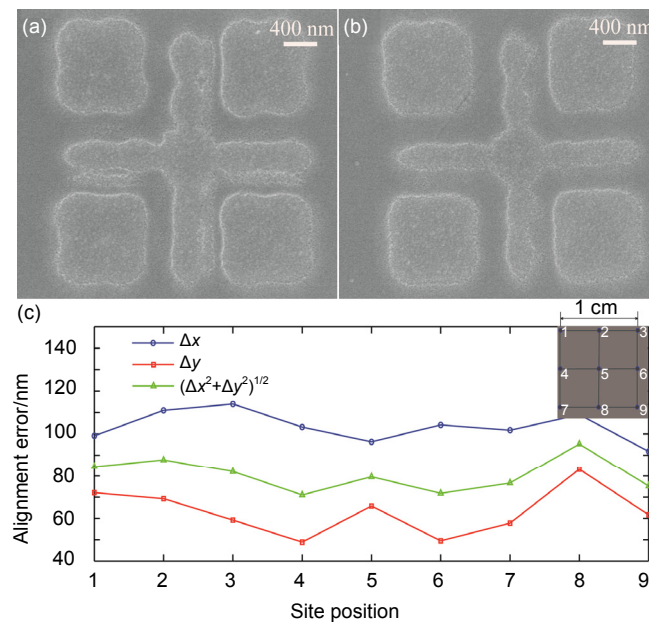 (a)
400 nm
(b)
400 nm
(c)
1 cm
1 2 3
4 5 6
7 8 9
Δx
Δy
(Δx²+Δy²)¹/²
140
120
100
80
60
40
Alignment error/nm
1 2 3 4 5 6 7 8 9
Site position